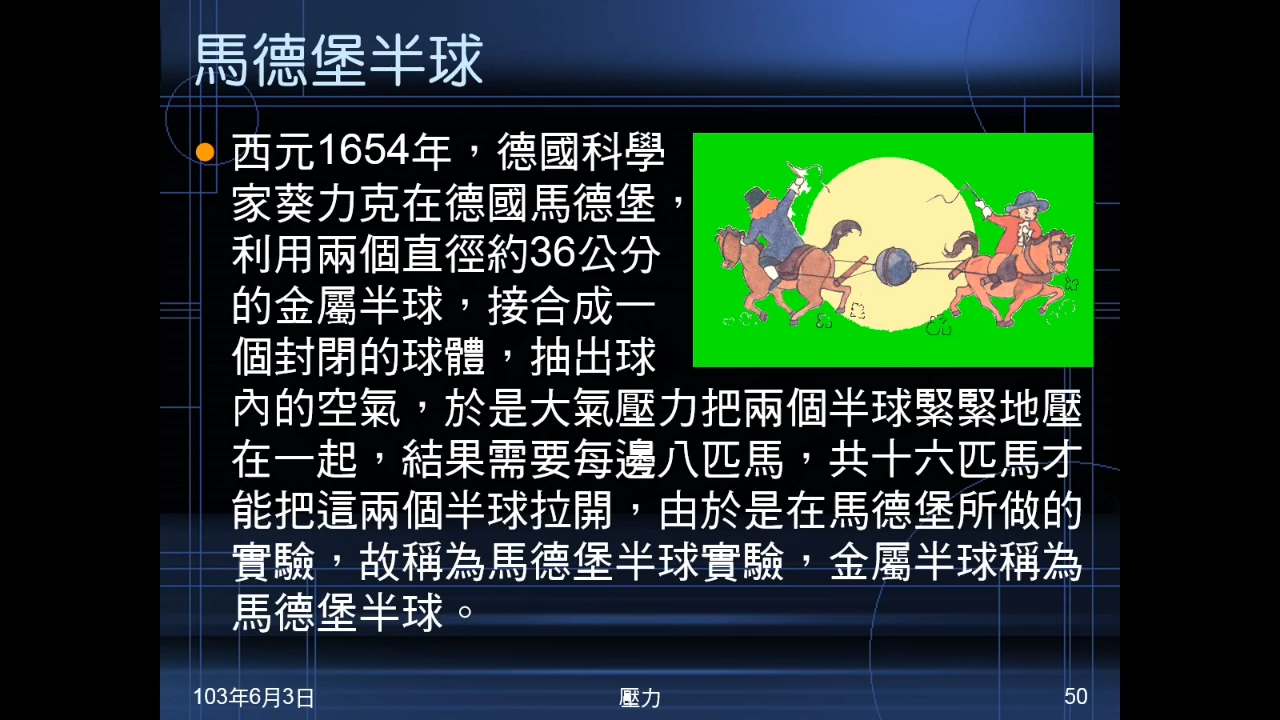 馬德堡半球
西元1654年，德國科學
家葵力克在德國馬德堡，
利用兩個直徑約36公分
的金屬半球，接合成一
個封閉的球體，抽出球
內的空氣，於是大氣壓力把兩個半球緊緊地壓
在一起，結果需要每邊八匹馬，共十六匹馬才
能把這兩個半球拉開，由於是在馬德堡所做的
實驗，故稱為馬德堡半球實驗，金屬半球稱為
馬德堡半球。
103年6月3日
壓力
50